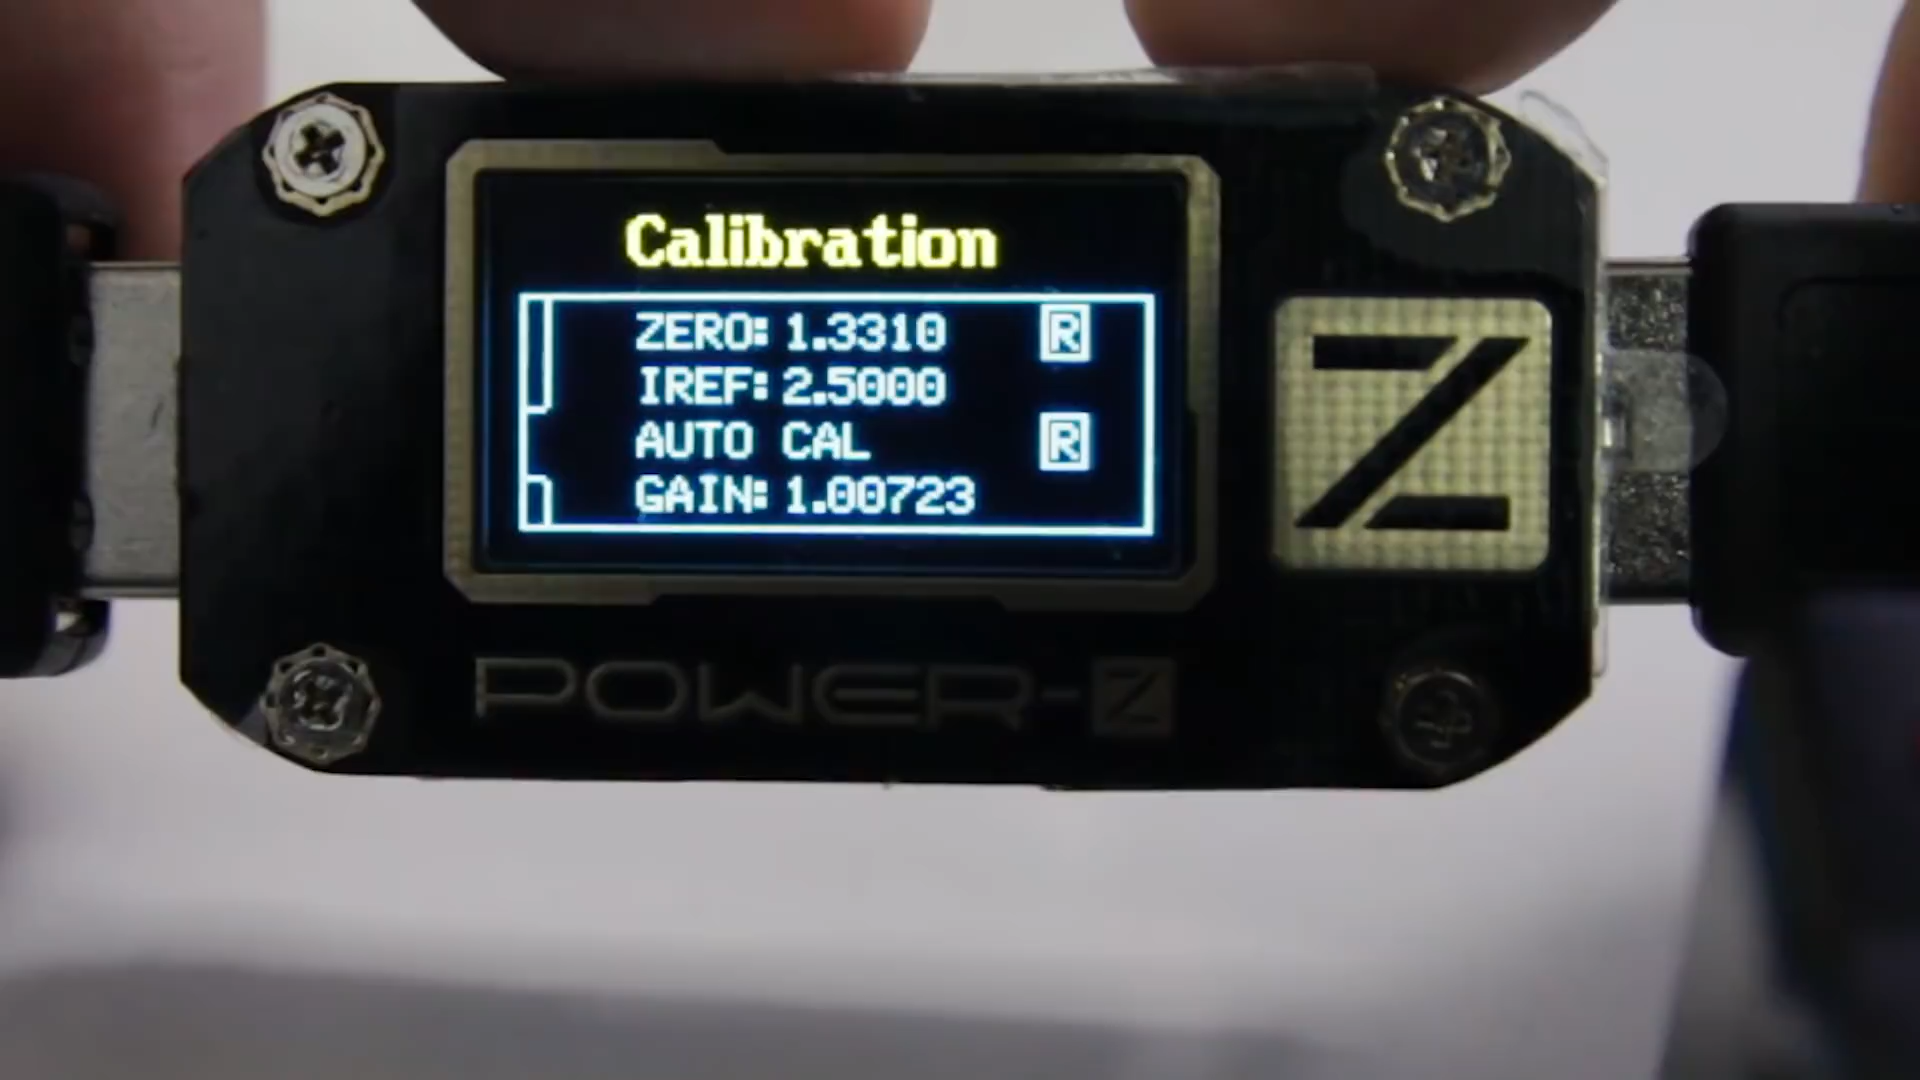 Calibration
ZERO: 1.3310 R
IREF: 2.5000
AUTO CAL R
GAIN: 1.00723
Z
POWER-Z